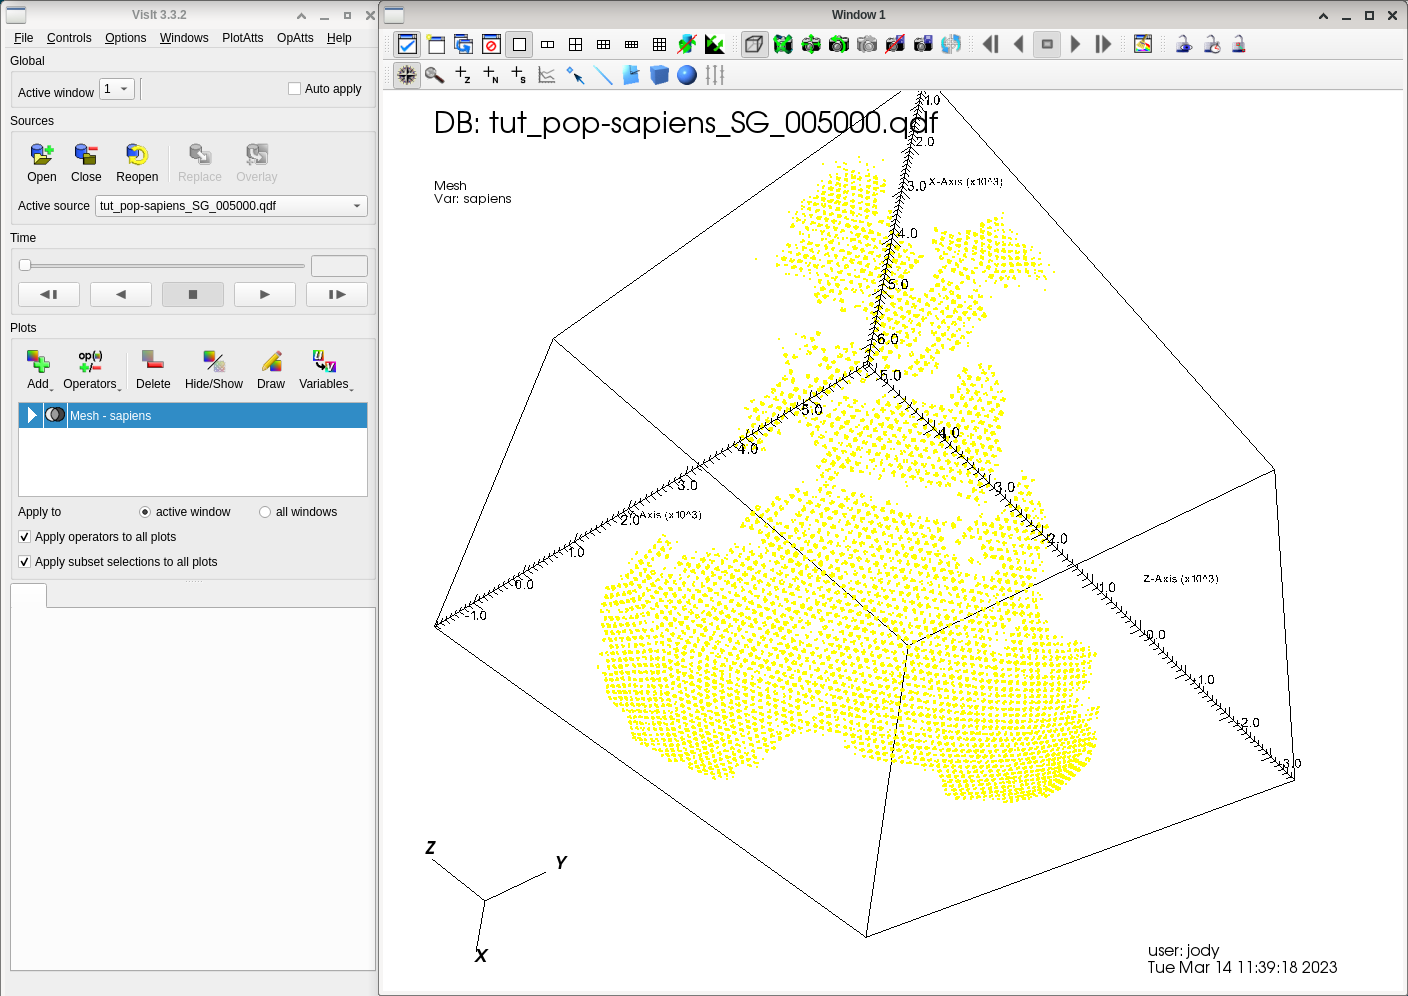 VisIt 3.3.2
File Controls Options Windows PlotAtts OpAtts Help
Global
Active window 1 Auto apply
Sources
Open Close Reopen Replace Overlay
Active source tut_pop-sapiens_SG_005000.qdf
Time
Plots
Add Operators Delete Hide/Show Draw Variables
op(
Mesh - sapiens
Apply to active window all windows
Apply operators to all plots
Apply subset selections to all plots
Window 1
Z N S
DB: tut_pop-sapiens_SG_005000.qdf
Mesh
Var: sapiens
1.0
2.0
3.0 X-Axis (x10^3)
4.0
5.0
6.0
5.0
4.0
3.0
2.0
-Axis (x10^3)
1.0
0.0
-1.0
6.0
4.0
3.0
2.0
1.0
Z-Axis (x10^3)
0.0
-1.0
-2.0
-3.0
Z
Y
X
user: jody
Tue Mar 14 11:39:18 2023